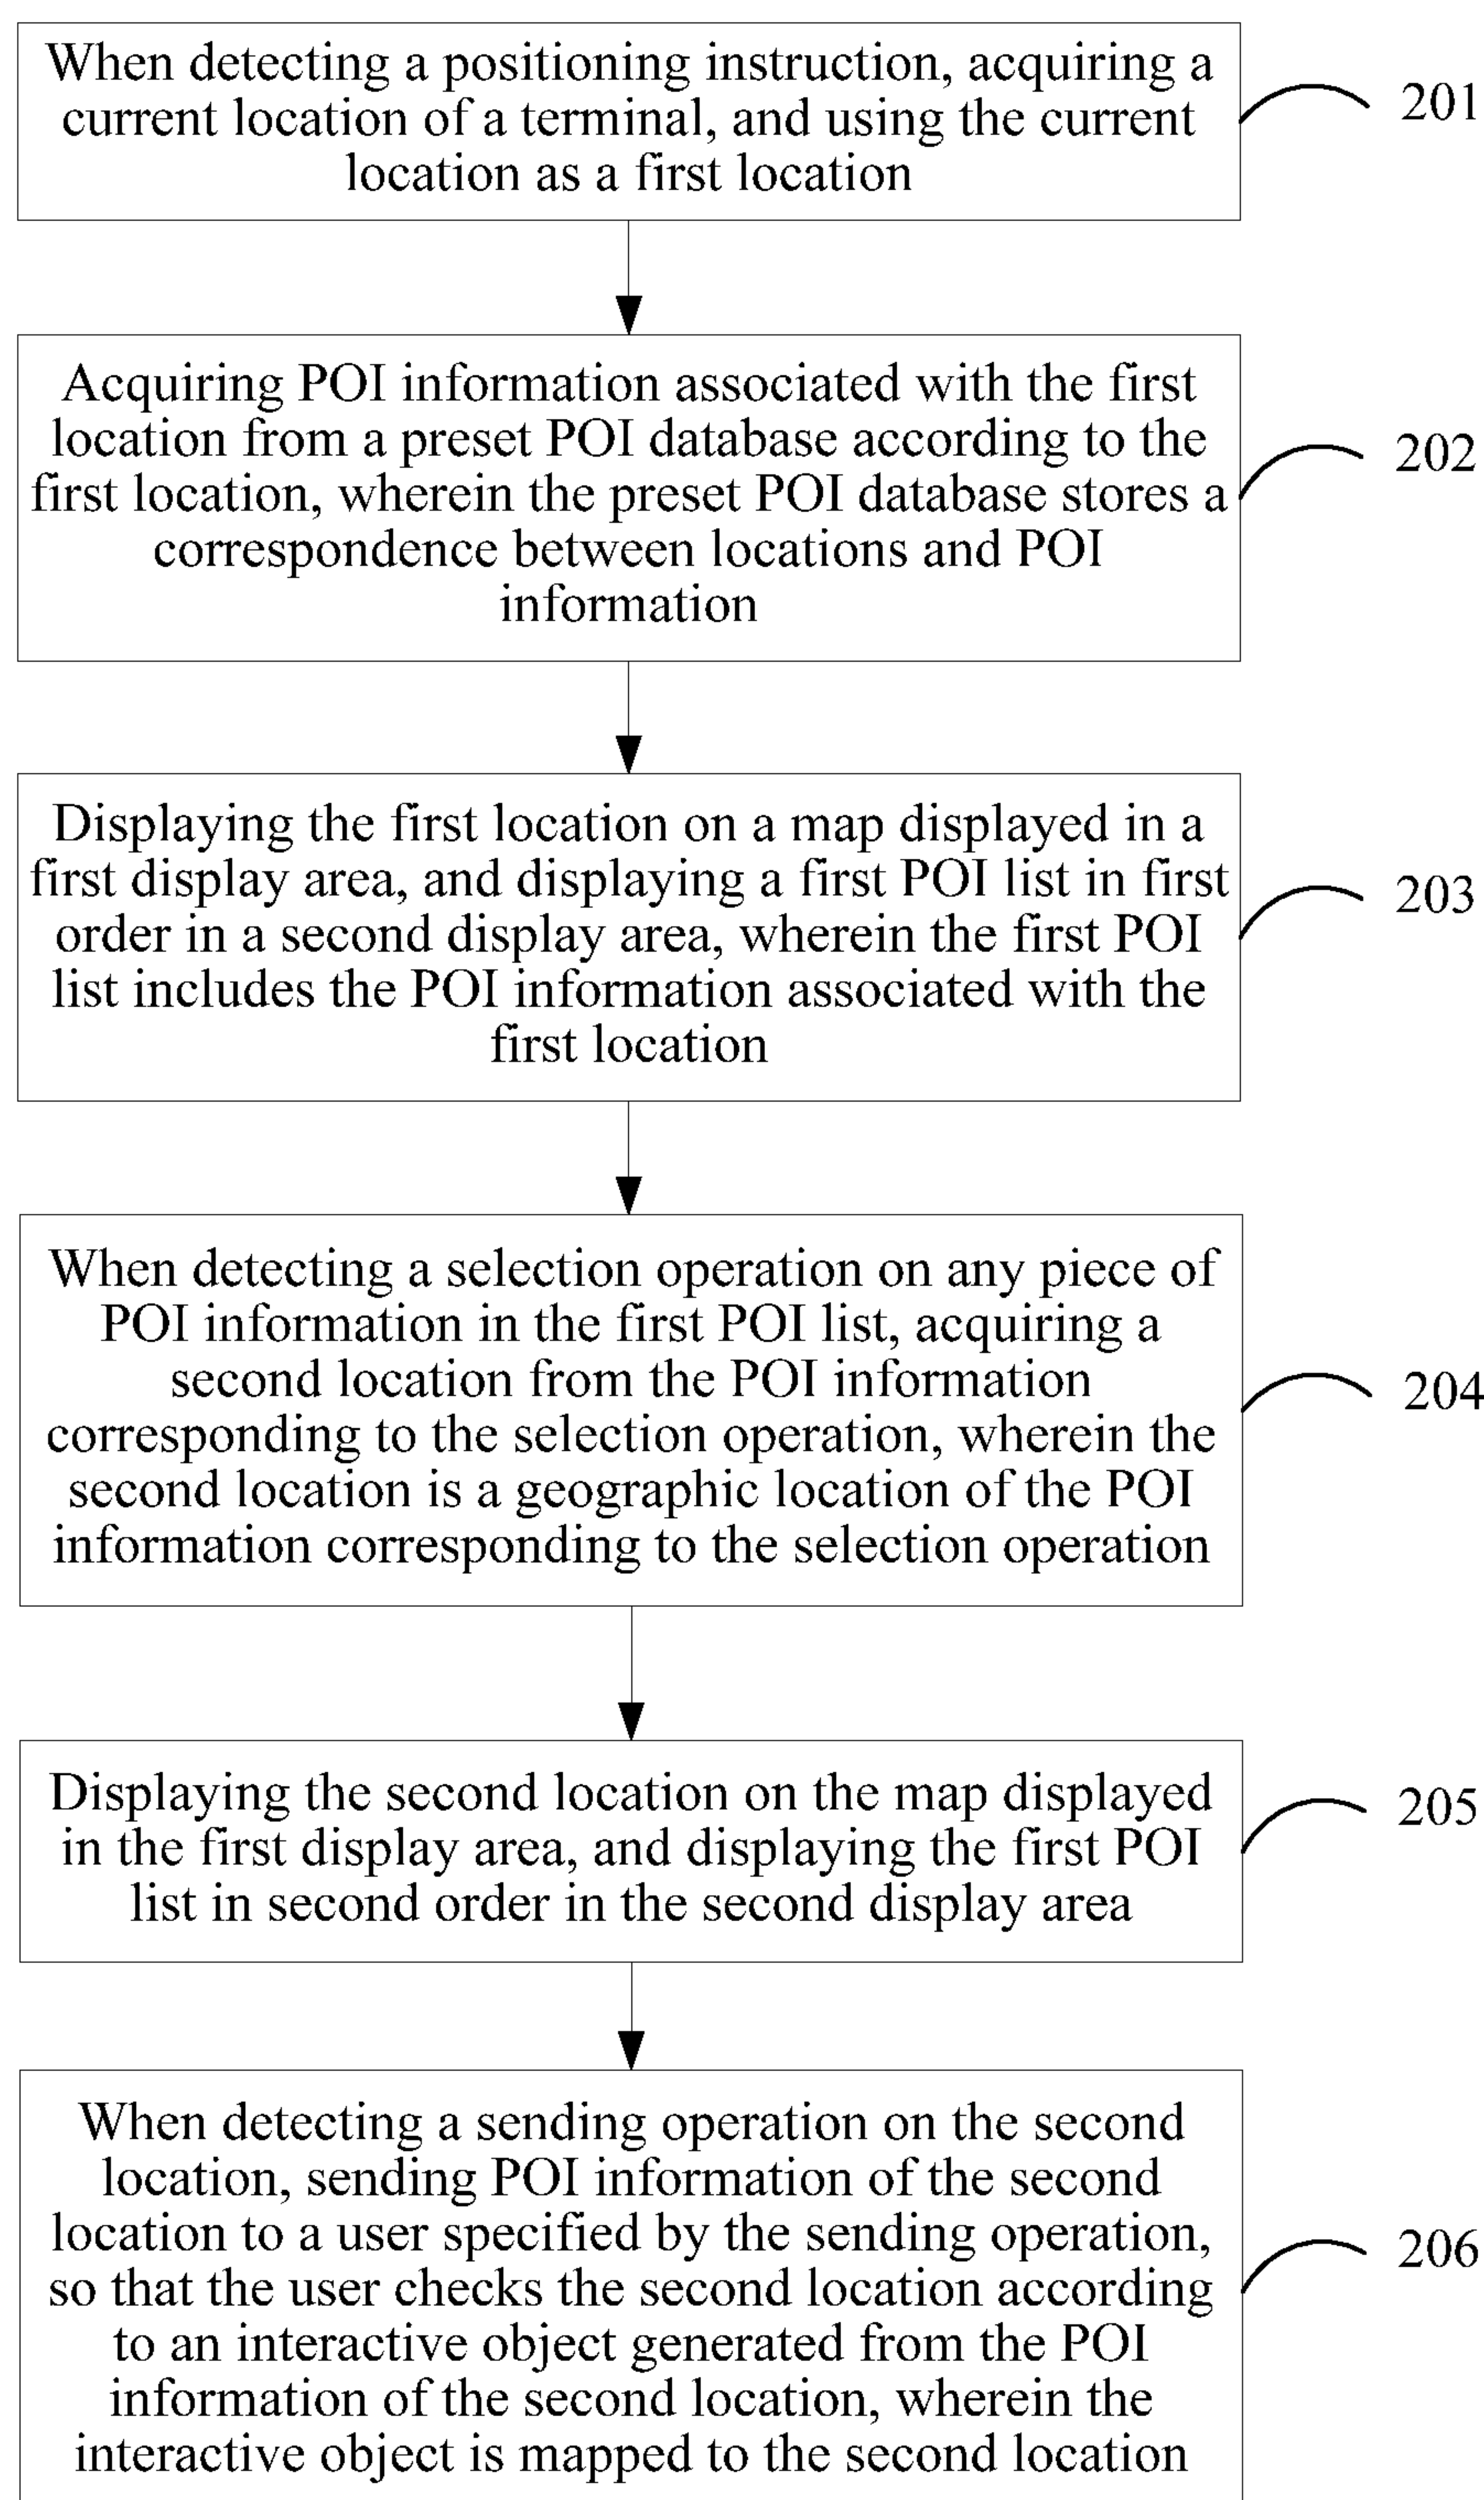 When detecting a positioning instruction, acquiring a
current location of a terminal, and using the current
location as a first location
201
Acquiring POI information associated with the first
location from a preset POI database according to the
first location, wherein the preset POI database stores a
correspondence between locations and POI
information
202
Displaying the first location on a map displayed in a
first display area, and displaying a first POI list in first
order in a second display area, wherein the first POI
list includes the POI information associated with the
first location
203
When detecting a selection operation on any piece of
POI information in the first POI list, acquiring a
second location from the POI information
corresponding to the selection operation, wherein the
second location is a geographic location of the POI
information corresponding to the selection operation
204
Displaying the second location on the map displayed
in the first display area, and displaying the first POI
list in second order in the second display area
205
When detecting a sending operation on the second
location, sending POI information of the second
location to a user specified by the sending operation,
so that the user checks the second location according
to an interactive object generated from the POI
information of the second location, wherein the
interactive object is mapped to the second location
206